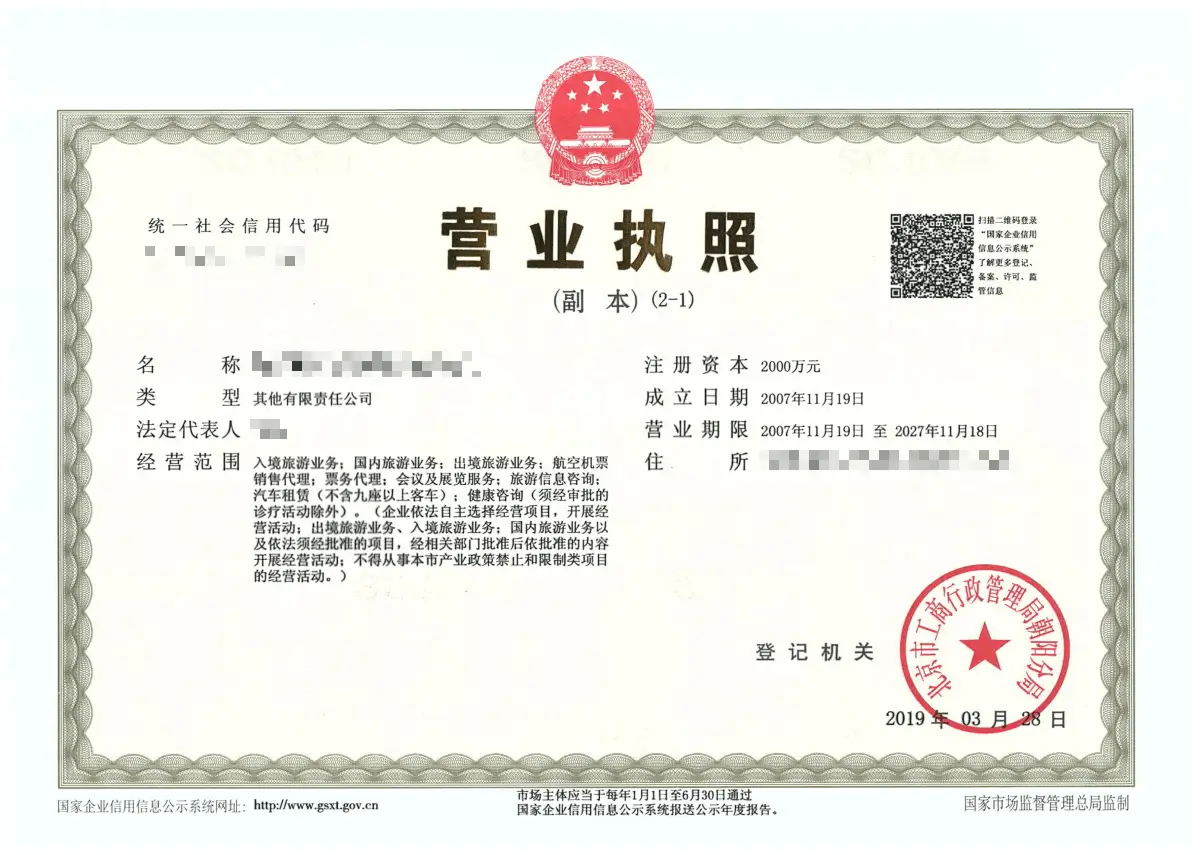 统一社会信用代码
营业执照
(副 本) (2-1)
扫描二维码登录
“国家企业信用
信息公示系统”
了解更多登记、
备案、许可、监
管信息
名 称
类 型 其他有限责任公司
法定代表人
经营范围 入境旅游业务;国内旅游业务;出境旅游业务;航空机票
销售代理;票务代理;会议及展览服务;旅游信息咨询;
汽车租赁(不含九座以上客车);健康咨询(须经审批的
诊疗活动除外)。(企业依法自主选择经营项目,开展经
营活动;出境旅游业务、入境旅游业务;国内旅游业务以
及依法须经批准的项目,经相关部门批准后依批准的内容
开展经营活动;不得从事本市产业政策禁止和限制类项目
的经营活动。)
注册资本 2000万元
成立日期 2007年11月19日
营业期限 2007年11月19日 至 2027年11月18日
住 所
登记机关
北京市工商行政管理局朝阳分局
2019 年 03 月 28 日
国家企业信用信息公示系统网址: http://www.gsxt.gov.cn
市场主体应当于每年1月1日至6月30日通过
国家企业信用信息公示系统报送公示年度报告。
国家市场监督管理总局监制